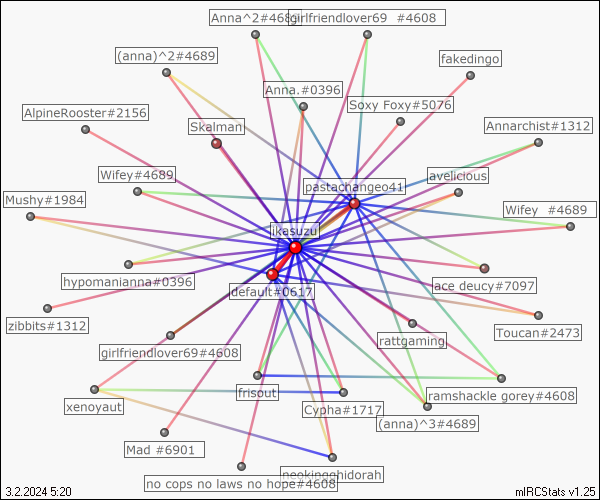 Anna^2#4689
girlfriendlover69 #4608
(anna)^2#4689
fakedingo
Anna.#0396
Soxy Foxy#5076
AlpineRooster#2156
Skalman
Annarchist#1312
Wifey#4689
avelicious
pastachangeo41
Mushy#1984
Wifey #4689
ikasuzu
hypomanianna#0396
ace deucy#7097
default#0617
zibbits#1312
Toucan#2473
rattgaming
girlfriendlover69#4608
frisout
ramshackle gorey#4608
xenoyaut
Cypha#1717
(anna)^3#4689
Mad #6901
neokingghidorah
no cops no laws no hope#4608
3.2.2024 5:20
mIRCStats v1.25